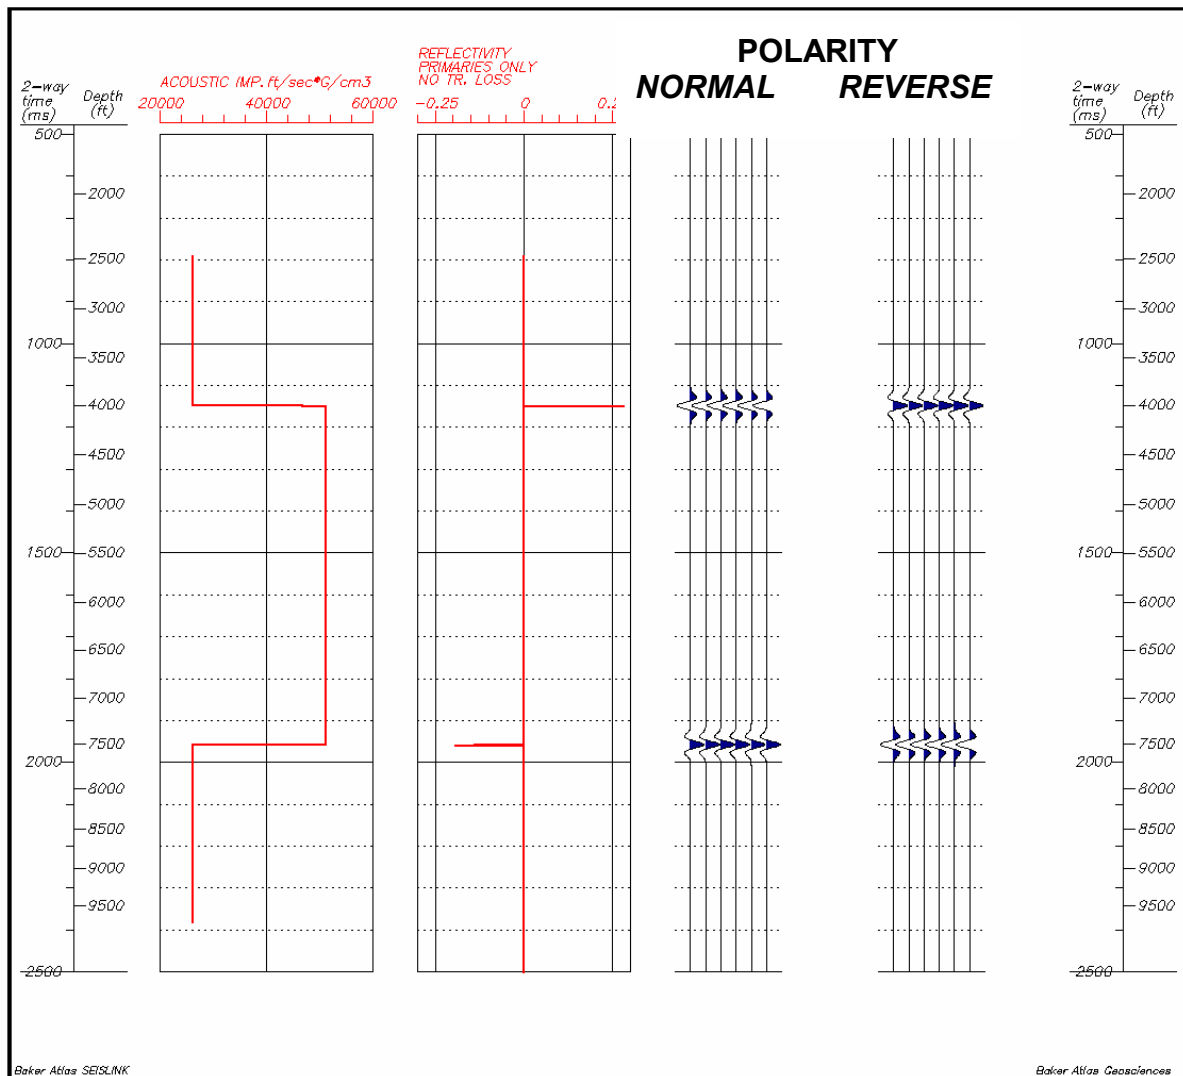 POLARITY
NORMAL REVERSE
2-way
time
(ms)
Depth
(ft)
ACOUSTIC IMP.ft/sec*G/cm3
20000 40000 60000
REFLECTIVITY
PRIMARIES ONLY
NO TR. LOSS
-0.25 0
2-way
time
(ms)
Depth
(ft)
500
1000
1500
2000
2500
2000
2500
3000
3500
4000
4500
5000
5500
6000
6500
7000
7500
8000
8500
9000
9500
500
1000
1500
2000
2500
2000
2500
3000
3500
4000
4500
5000
5500
6000
6500
7000
7500
8000
8500
9000
9500
Baker Atlas SEISLINK
Baker Atlas Geosciences